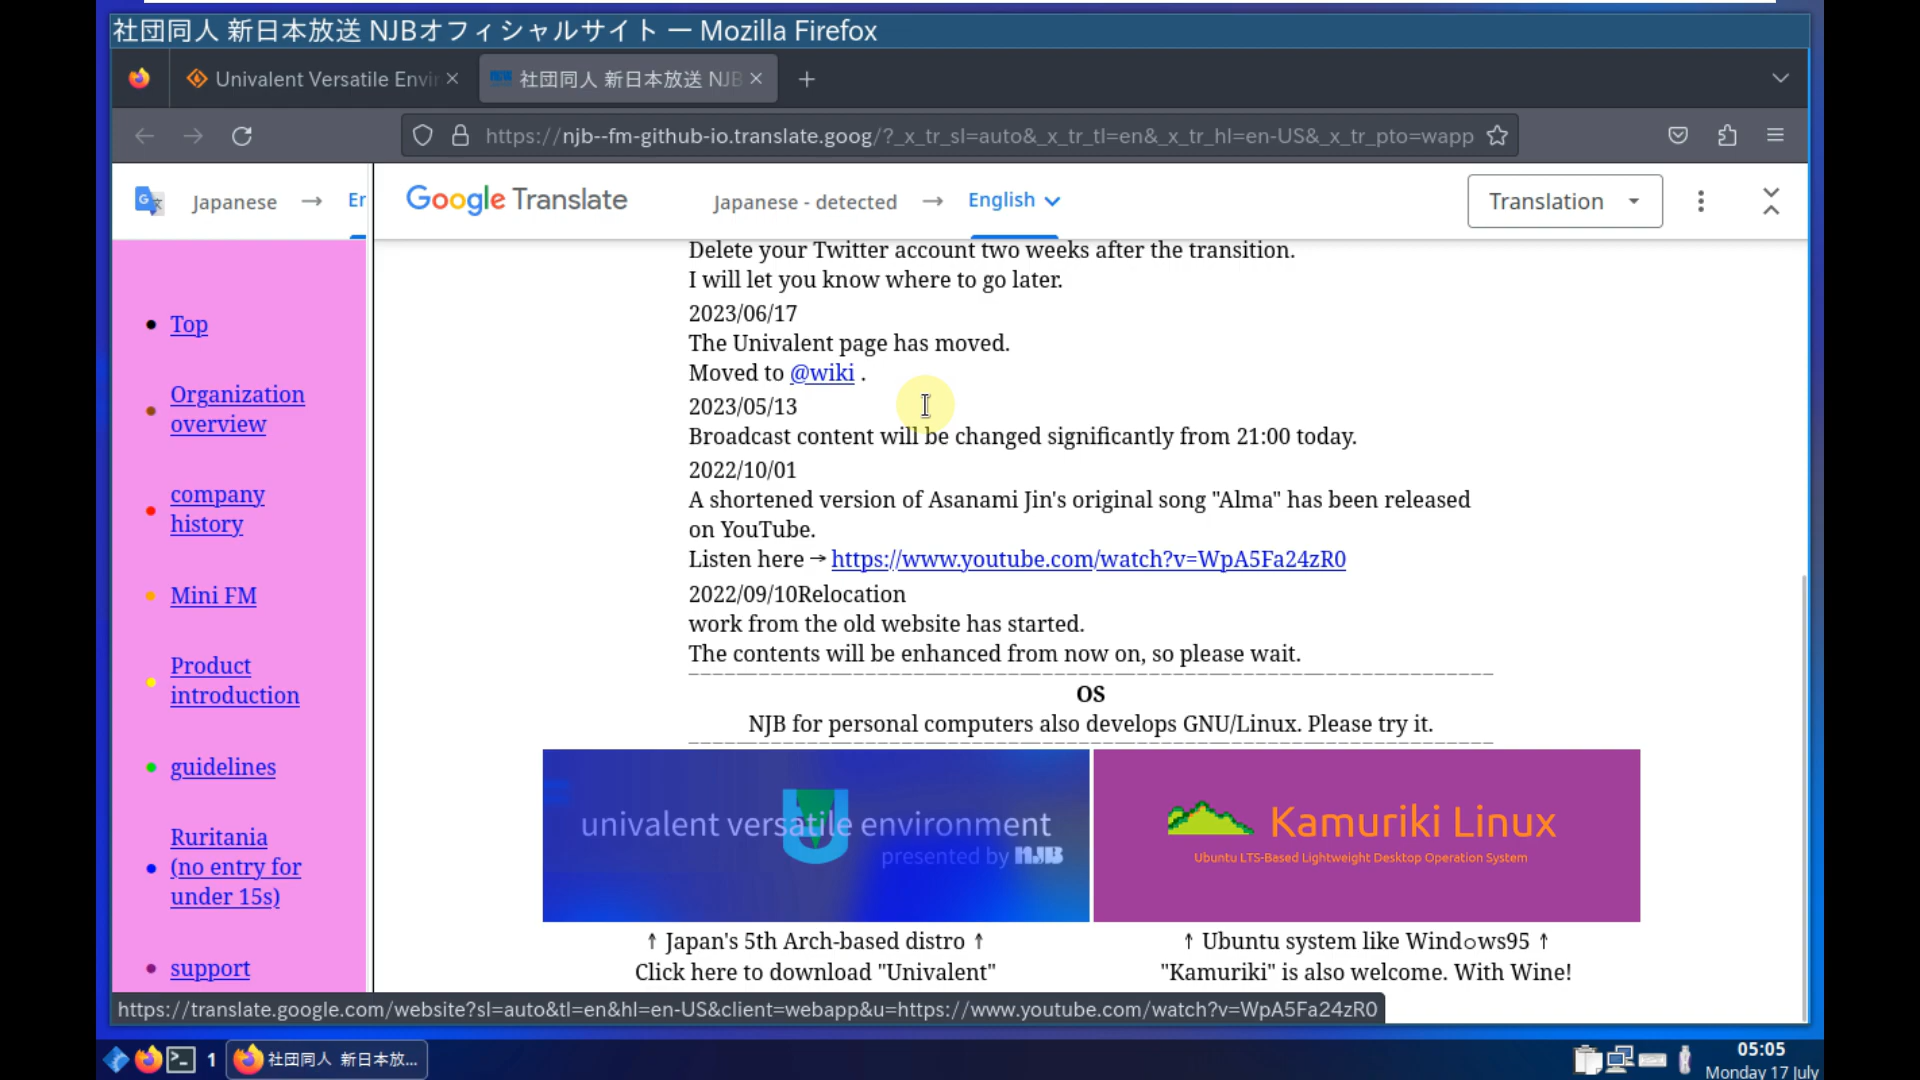 社団同人 新日本放送 NJBオフィシャルサイト — Mozilla Firefox
Univalent Versatile Envir
社団同人 新日本放送 NJB
https://njb--fm-github-io.translate.goog/?_x_tr_sl=auto&_x_tr_tl=en&_x_tr_hl=en-US&_x_tr_pto=wapp
Japanese → En
Google Translate
Japanese - detected → English
Translation
Top
Organization
overview
company
history
Mini FM
Product
introduction
guidelines
Ruritania
(no entry for
under 15s)
support
Delete your Twitter account two weeks after the transition.
I will let you know where to go later.
2023/06/17
The Univalent page has moved.
Moved to @wiki .
2023/05/13
Broadcast content will be changed significantly from 21:00 today.
2022/10/01
A shortened version of Asanami Jin's original song "Alma" has been released
on YouTube.
Listen here → https://www.youtube.com/watch?v=WpA5Fa24zR0
2022/09/10Relocation
work from the old website has started.
The contents will be enhanced from now on, so please wait.
OS
NJB for personal computers also develops GNU/Linux. Please try it.
univalent versatile environment
presented by NJB
Kamuriki Linux
Ubuntu LTS-Based Lightweight Desktop Operation System
↑ Japan's 5th Arch-based distro ↑
Click here to download "Univalent"
↑ Ubuntu system like Wind○ws95 ↑
"Kamuriki" is also welcome. With Wine!
https://translate.google.com/website?sl=auto&tl=en&hl=en-US&client=webapp&u=https://www.youtube.com/watch?v=WpA5Fa24zR0
1
社団同人 新日本放...
05:05
Monday 17 July